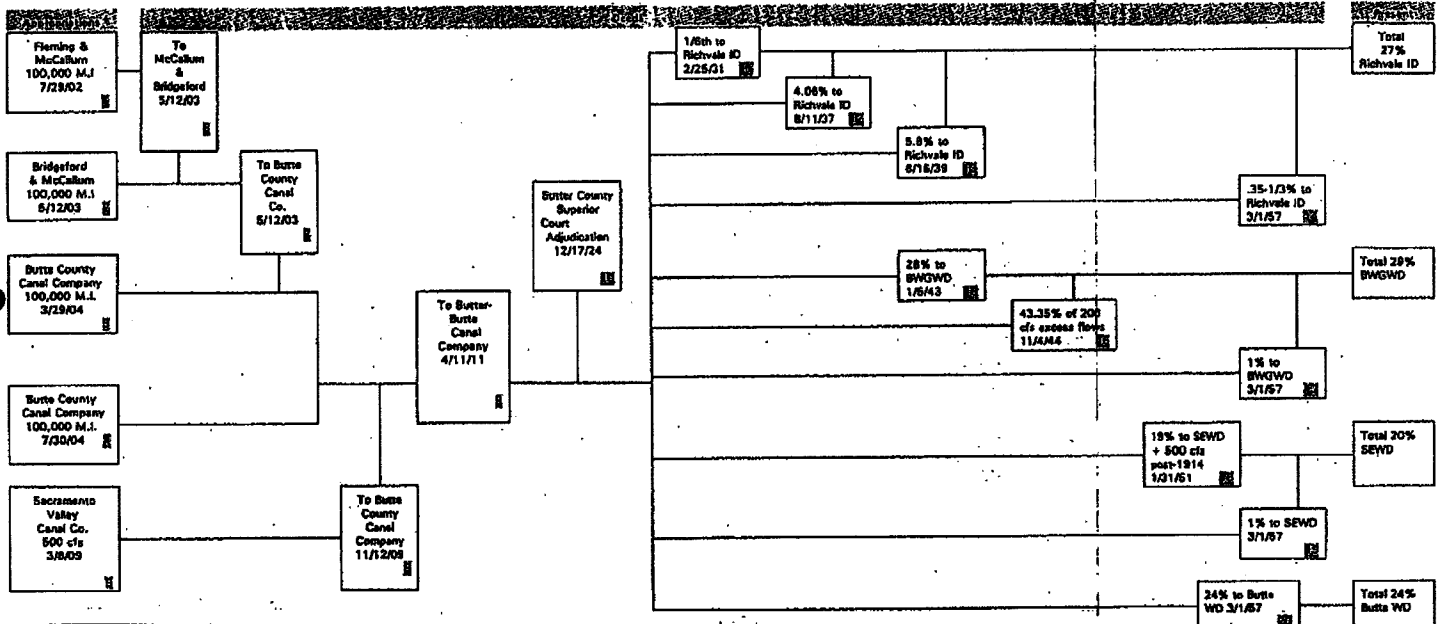 Fleming &
McCallum
100,000 M.I
7/29/02
To
McCallum
&
Bridgeford
5/12/03
Bridgeford
& McCallum
100,000 M.I
5/12/03
To Butte
County
Canal
Co.
5/12/03
Butte County
Canal Company
100,000 M.I.
3/29/04
Butte County
Canal Company
100,000 M.I.
7/30/04
Sacramento
Valley
Canal Co.
500 cfs
3/8/09
To Butte
County
Canal
Company
11/12/09
To Butter-
Butte
Canal
Company
4/11/11
Sutter County
Superior
Court
Adjudication
12/17/24
1/6th to
Richvale ID
2/25/31
4.06% to
Richvale ID
8/11/37
5.9% to
Richvale ID
6/16/39
.35-1/3% to
Richvale ID
3/1/57
Total
27%
Richvale ID
28% to
BWGWD
1/6/43
43.35% of 200
cfs excess flows
11/4/44
1% to
BWGWD
3/1/57
Total 29%
BWGWD
19% to SEWD
+ 500 cfs
post-1914
1/31/51
1% to SEWD
3/1/57
Total 20%
SEWD
24% to Butte
WD 3/1/57
Total 24%
Butte WD